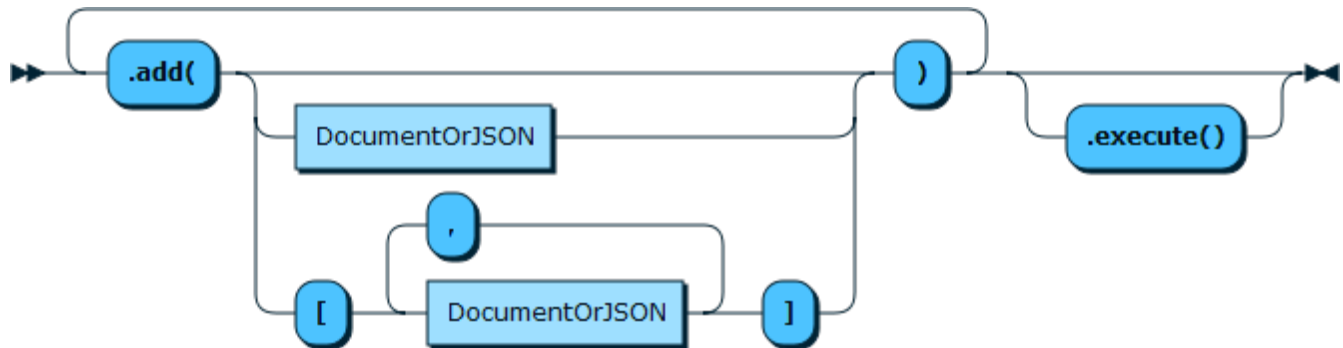 .add( )
DocumentOrJSON .execute()
,
[ DocumentOrJSON ]